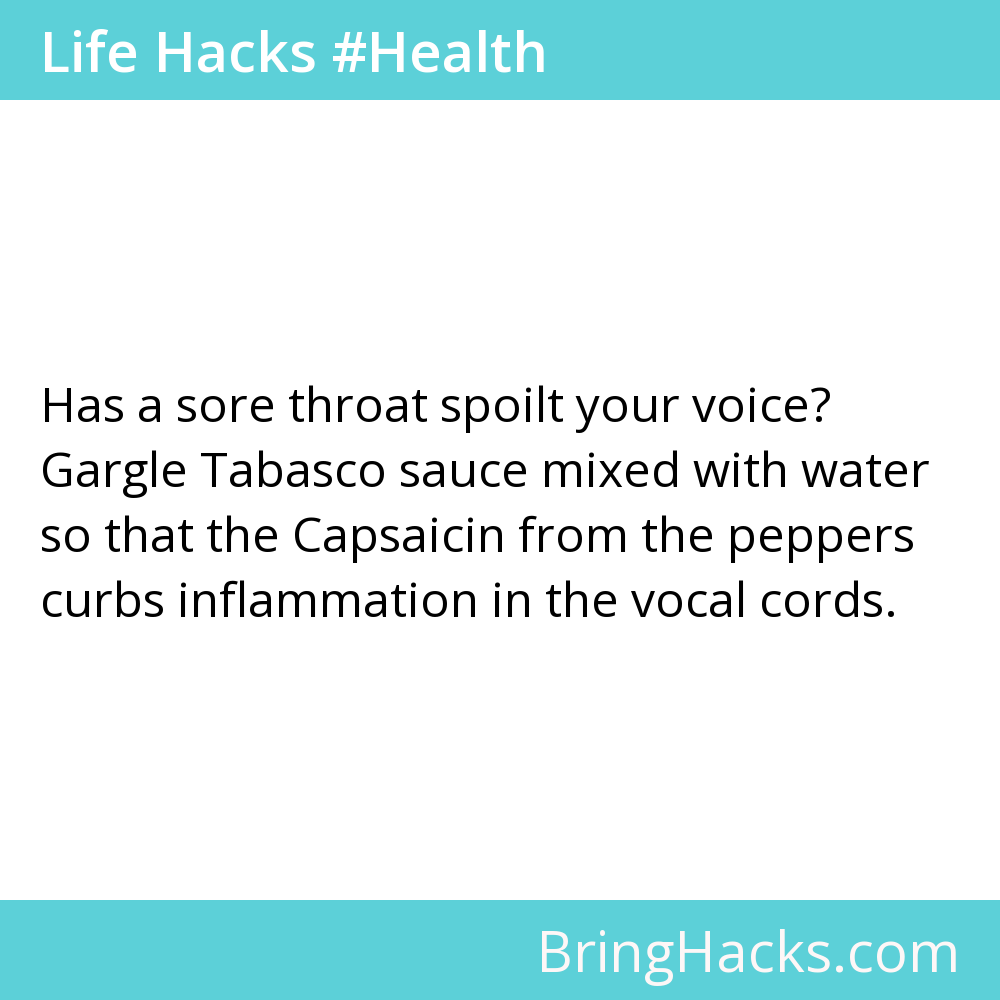 Life Hacks #Health
Has a sore throat spoilt your voice?
Gargle Tabasco sauce mixed with water
so that the Capsaicin from the peppers
curbs inflammation in the vocal cords.
BringHacks.com